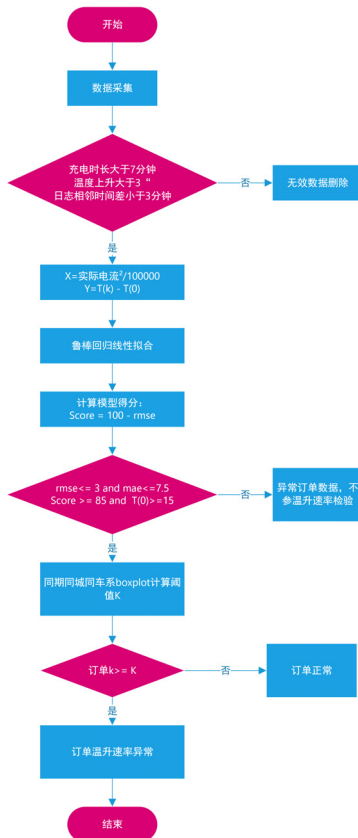 开始
数据采集
充电时长大于7分钟
温度上升大于3 “
日志相邻时间差小于3分钟
否
无效数据删除
是
X=实际电流²/100000
Y=T(k) - T(0)
鲁棒回归线性拟合
计算模型得分：
Score = 100 - rmse
rmse<= 3 and mae<=7.5
Score >= 85 and T(0)>=15
否
异常订单数据，不
参温升速率检验
是
同期同城同车系boxplot计算阈
值K
订单k>= K
否
订单正常
是
订单温升速率异常
结束